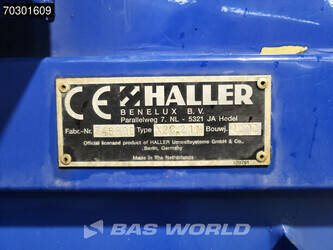 70301609
CE HALLER
BENELUX B.V.
Parallelweg 7, NL - 5321 JA Hedel
Fabr.-Nr. Type Bouwj.
Official licensed product of HALLER Umweltsysteme GmbH & Co.,
Berlin, Germany
Made in The Netherlands
BAS WORLD